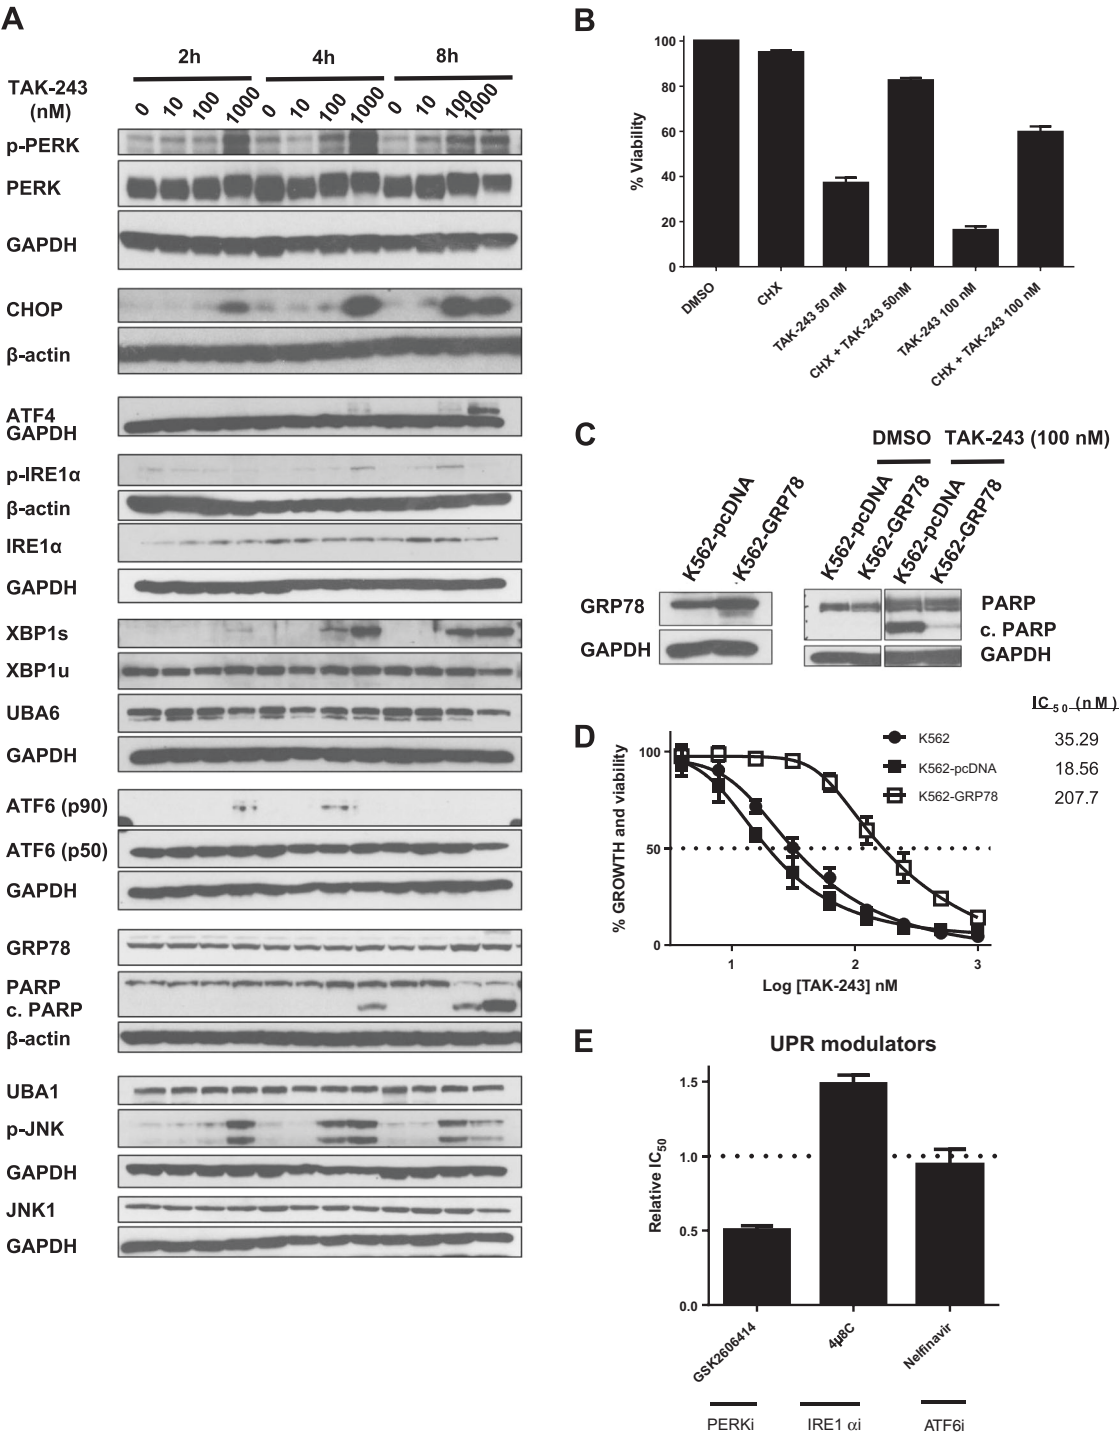 A
2h 4h 8h
TAK-243
(nM)
0 10 100 1000 0 10 100 1000 0 10 100 1000
p-PERK
PERK
GAPDH
CHOP
β-actin
ATF4
GAPDH
p-IRE1α
β-actin
IRE1α
GAPDH
XBP1s
XBP1u
UBA6
GAPDH
ATF6 (p90)
ATF6 (p50)
GAPDH
GRP78
PARP
c. PARP
β-actin
UBA1
p-JNK
GAPDH
JNK1
GAPDH
B
% Viability
100
80
60
40
20
0
DMSO
CHX
TAK-243 50 nM
CHX + TAK-243 50nM
TAK-243 100 nM
CHX + TAK-243 100 nM
C
DMSO TAK-243 (100 nM)
K562-pcDNA
K562-GRP78
K562-pcDNA
K562-GRP78
K562-pcDNA
K562-GRP78
GRP78
GAPDH
PARP
c. PARP
GAPDH
D
IC50 (nM)
K562 35.29
K562-pcDNA 18.56
K562-GRP78 207.7
% GROWTH and viability
100
50
0
1 2 3
Log [TAK-243] nM
E
UPR modulators
Relative IC50
1.5
1.0
0.5
0.0
GSK2606414
4μ8C
Nelfinavir
PERKi IRE1 αi ATF6i